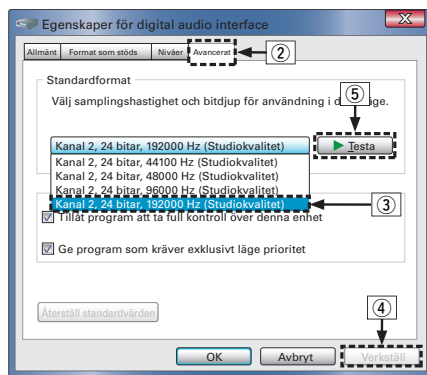 Egenskaper för digital audio interface
Allmänt Format som stöds Nivåer Avancerat ②
Standardformat
⑤
Välj samplingshastighet och bitdjup för användning i d ge.
Kanal 2, 24 bitar, 192000 Hz (Studiokvalitet) Testa
Kanal 2, 24 bitar, 44100 Hz (Studiokvalitet)
Kanal 2, 24 bitar, 48000 Hz (Studiokvalitet)
Kanal 2, 24 bitar, 96000 Hz (Studiokvalitet)
Kanal 2, 24 bitar, 192000 Hz (Studiokvalitet) ③
Tillåt program att ta full kontroll över denna enhet
Ge program som kräver exklusivt läge prioritet
Återställ standardvärden ④
OK Avbryt Verkställ